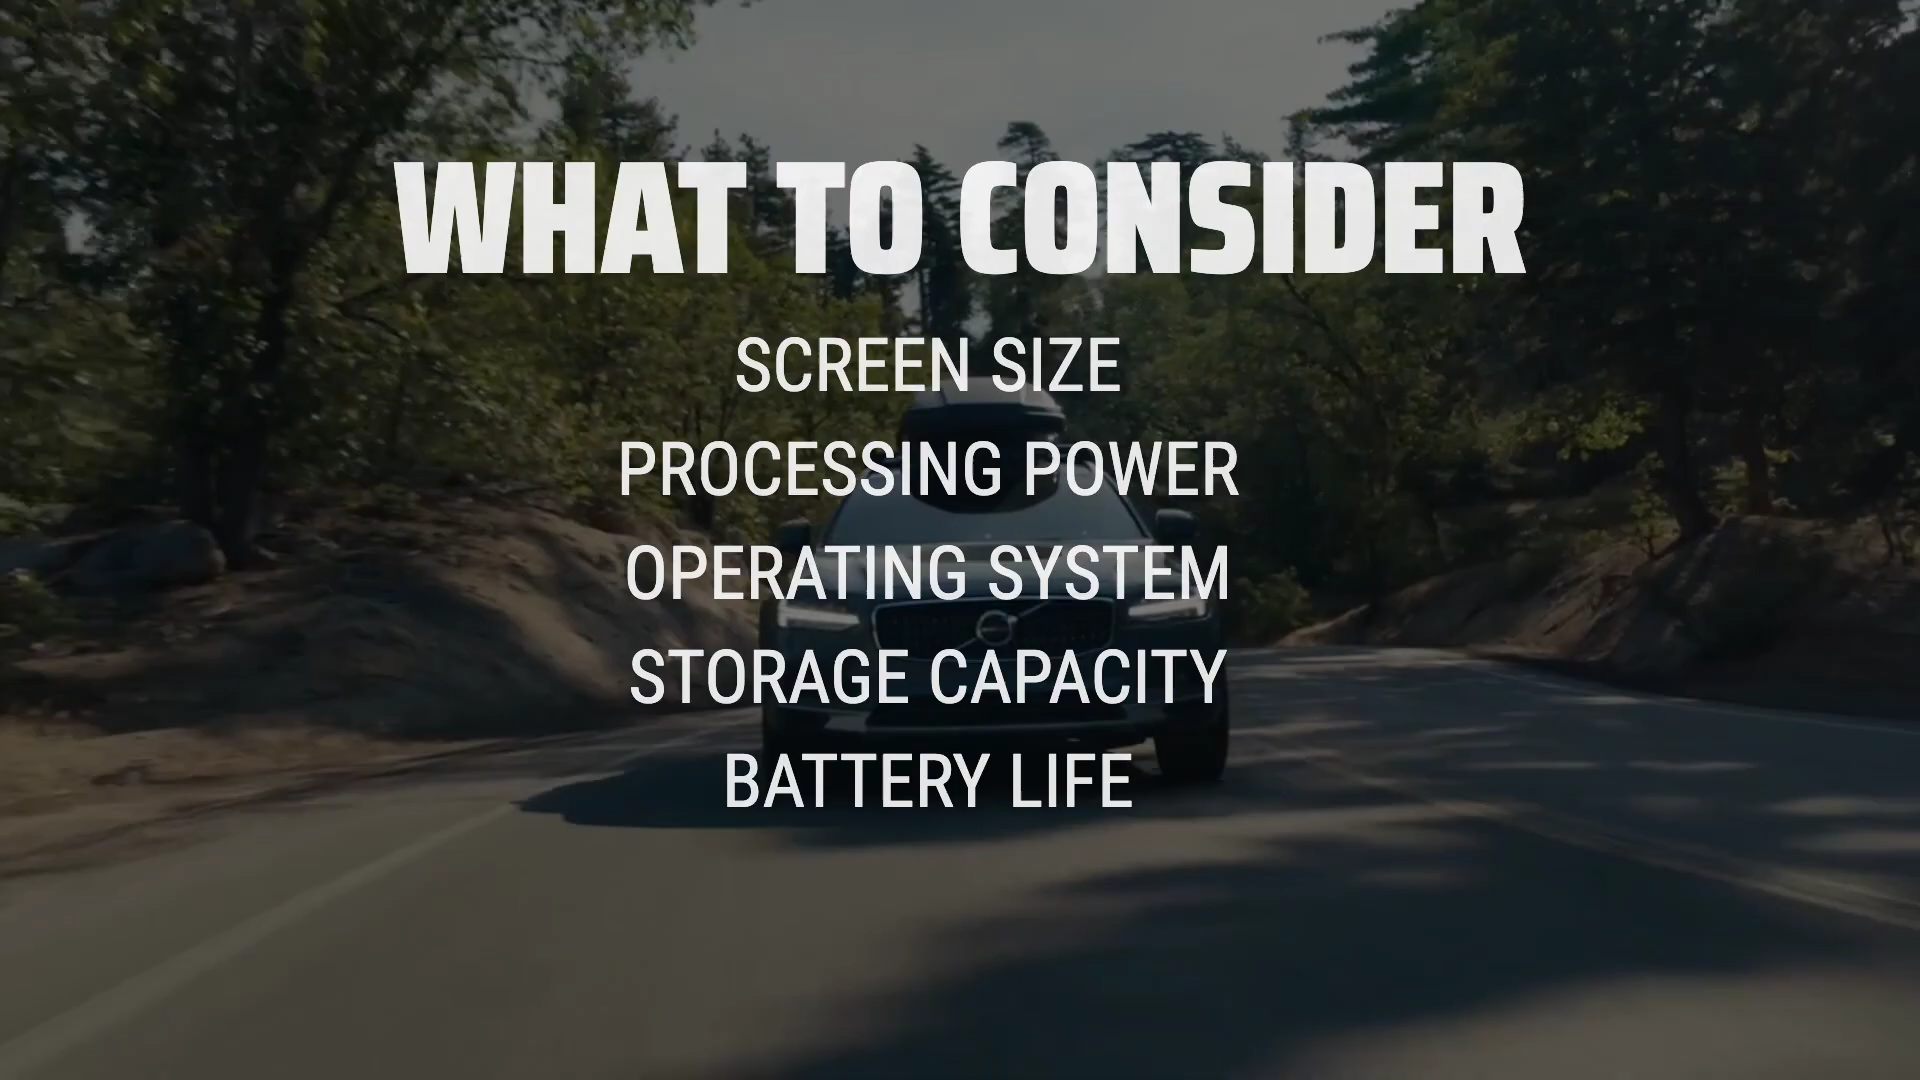 WHAT TO CONSIDER
SCREEN SIZE
PROCESSING POWER
OPERATING SYSTEM
STORAGE CAPACITY
BATTERY LIFE